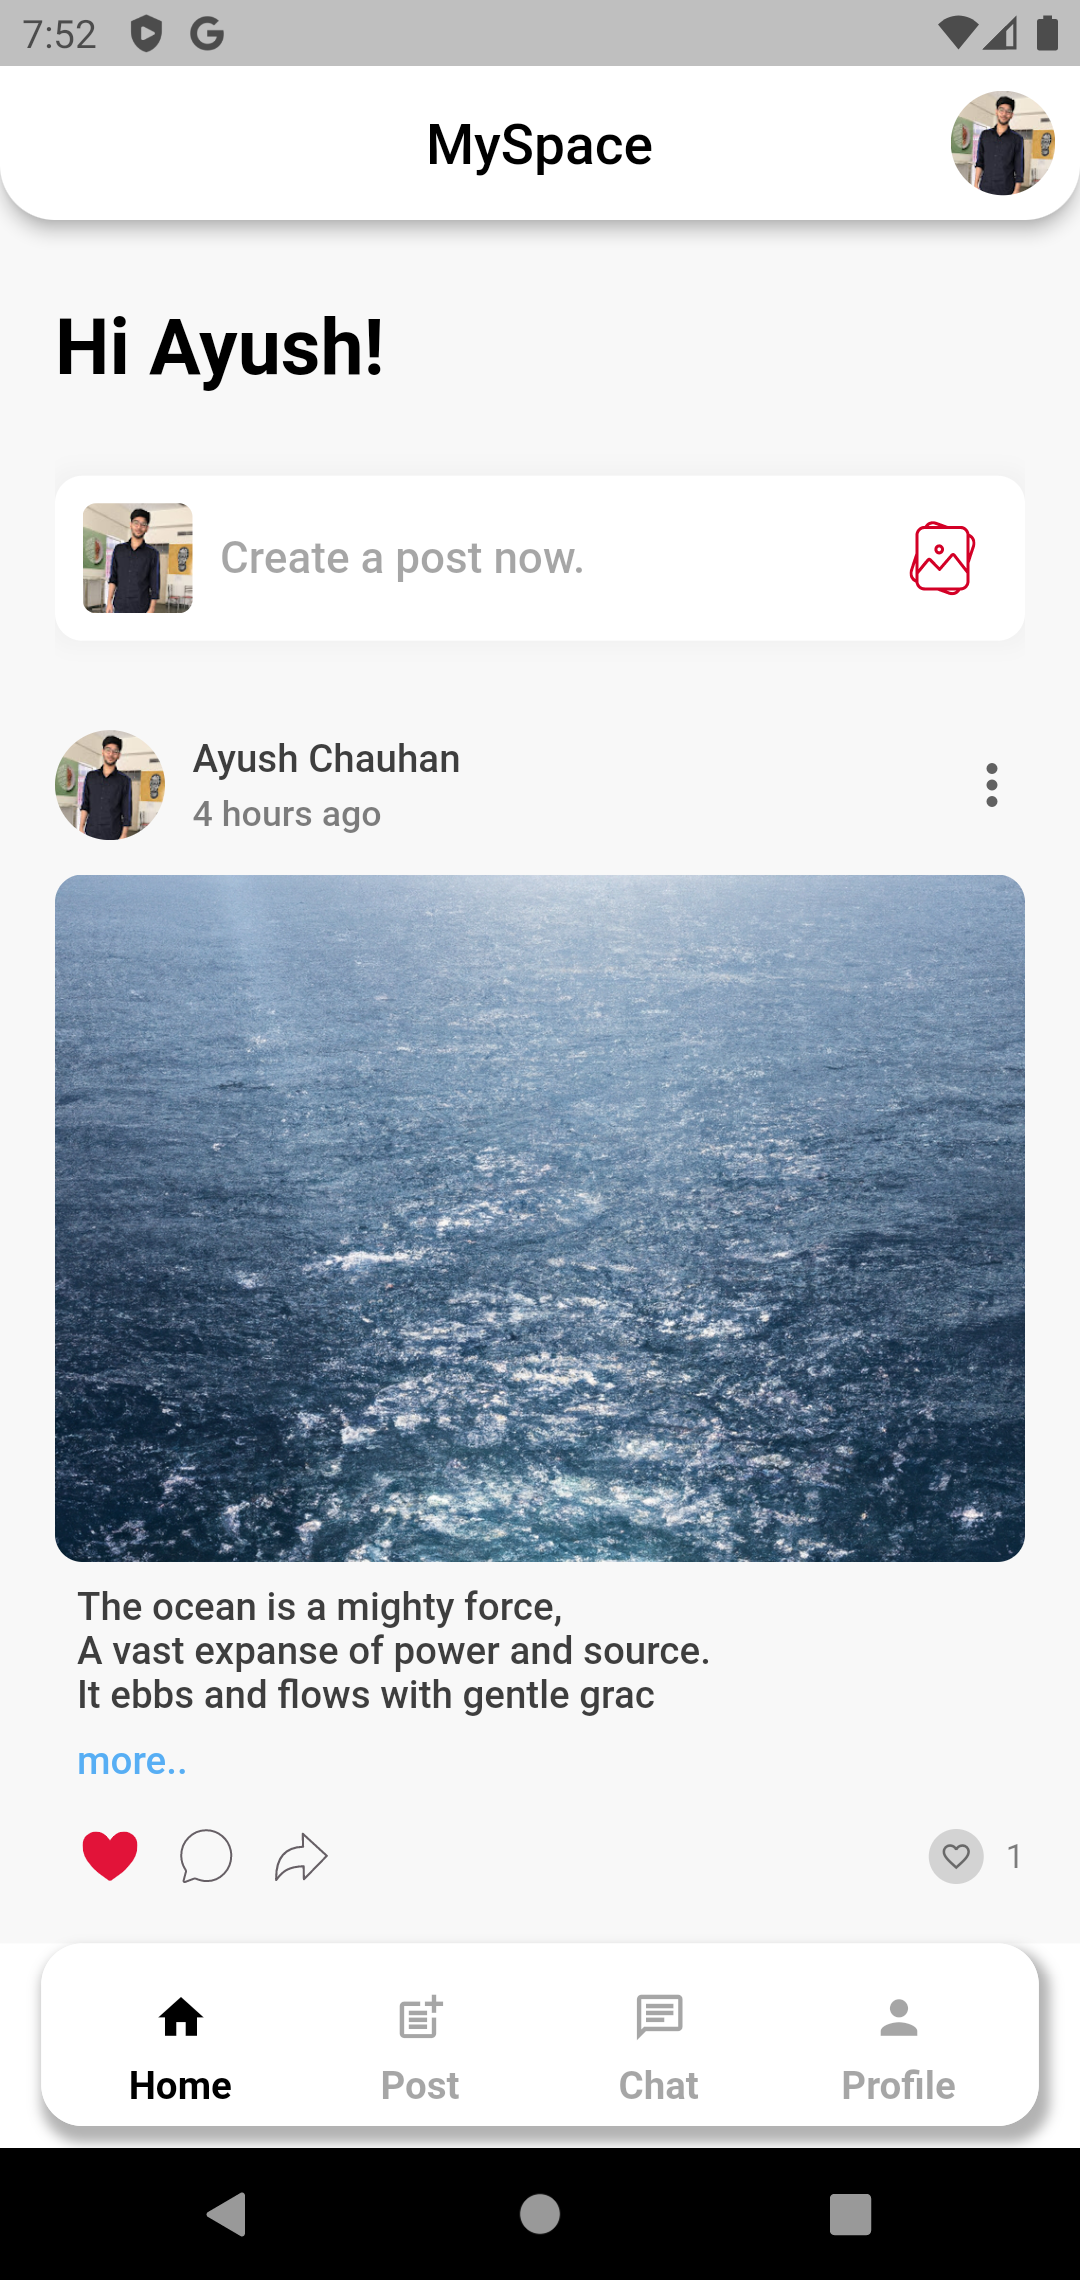 7:52
MySpace
Hi Ayush!
Create a post now.
Ayush Chauhan
4 hours ago
The ocean is a mighty force,
A vast expanse of power and source.
It ebbs and flows with gentle grac
more..
1
Home Post Chat Profile